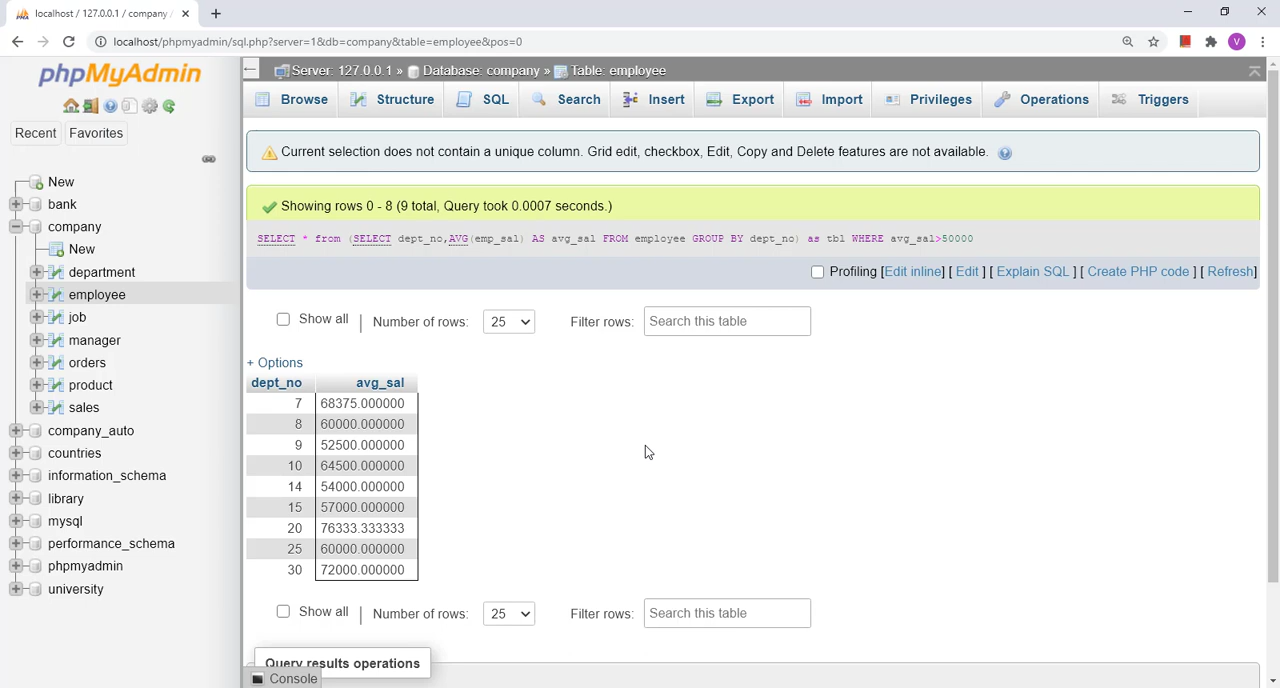 localhost / 127.0.0.1 / company /
localhost/phpmyadmin/sql.php?server=1&db=company&table=employee&pos=0
V
phpMyAdmin
Recent
Favorites
New
bank
company
New
department
employee
job
manager
orders
product
sales
company_auto
countries
information_schema
library
mysql
performance_schema
phpmyadmin
university
Server: 127.0.0.1 » Database: company » Table: employee
Browse Structure SQL Search Insert Export Import Privileges Operations Triggers
Current selection does not contain a unique column. Grid edit, checkbox, Edit, Copy and Delete features are not available.
Showing rows 0 - 8 (9 total, Query took 0.0007 seconds.)
SELECT * from (SELECT dept_no,AVG(emp_sal) AS avg_sal FROM employee GROUP BY dept_no) as tbl WHERE avg_sal>50000
Profiling [Edit inline] [ Edit ] [ Explain SQL ] [ Create PHP code ] [ Refresh]
Show all | Number of rows: 25 Filter rows: Search this table
+ Options
dept_no avg_sal
7 68375.000000
8 60000.000000
9 52500.000000
10 64500.000000
14 54000.000000
15 57000.000000
20 76333.333333
25 60000.000000
30 72000.000000
Show all | Number of rows: 25 Filter rows: Search this table
Query results operations
Console